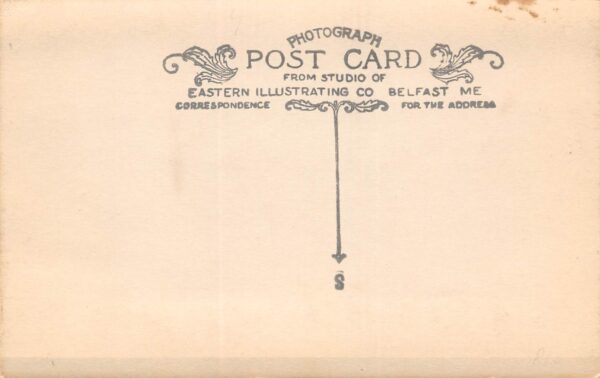 PHOTOGRAPH
POST CARD
FROM STUDIO OF
EASTERN ILLUSTRATING CO BELFAST ME
CORRESPONDENCE FOR THE ADDRESS
S